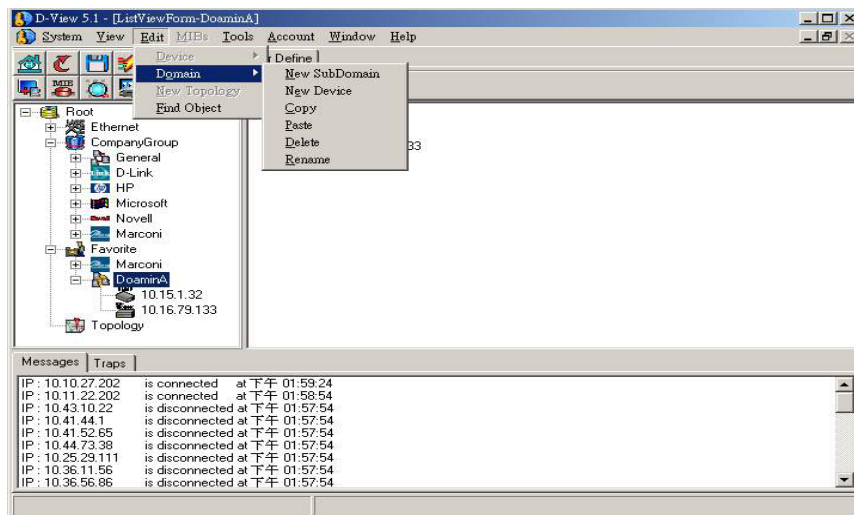 D-View 5.1 - [ListViewForm-DoaminA]
System View Edit MIBs Tools Account Window Help
Device
Domain
New Topology
Find Object
Define
New SubDomain
New Device
Copy
Paste
Delete
Rename
33
Root
Ethernet
CompanyGroup
General
D-Link
HP
Microsoft
Novell
Marconi
Favorite
Marconi
DoaminA
10.15.1.32
10.16.79.133
Topology
Messages Traps
IP : 10.10.27.202 is connected at 下午 01:59:24
IP : 10.11.22.202 is connected at 下午 01:58:54
IP : 10.43.10.22 is disconnected at 下午 01:57:54
IP : 10.41.44.1 is disconnected at 下午 01:57:54
IP : 10.41.52.65 is disconnected at 下午 01:57:54
IP : 10.44.73.38 is disconnected at 下午 01:57:54
IP : 10.25.29.111 is disconnected at 下午 01:57:54
IP : 10.36.11.56 is disconnected at 下午 01:57:54
IP : 10.36.56.86 is disconnected at 下午 01:57:54